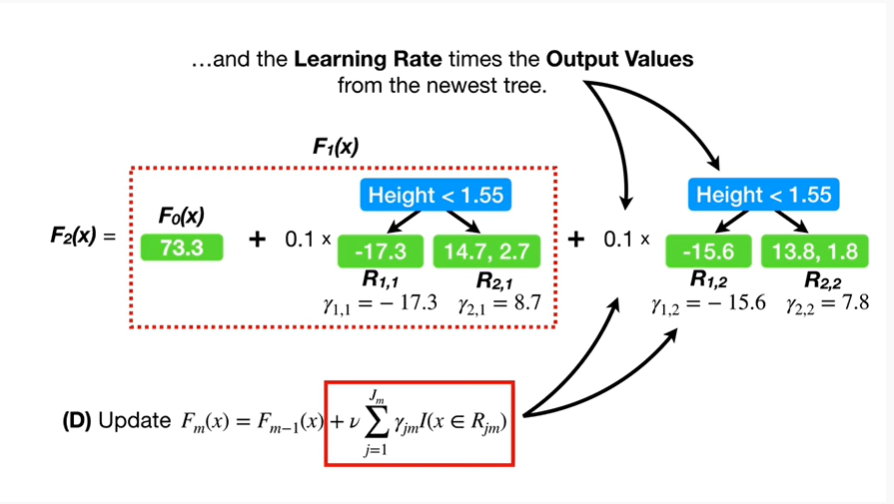 ...and the Learning Rate times the Output Values
from the newest tree.
F₁(x)
F₂(x) =
F₀(x)
73.3
+ 0.1 ×
Height < 1.55
-17.3
14.7, 2.7
R₁,₁
R₂,₁
γ₁,₁ = − 17.3 γ₂,₁ = 8.7
+ 0.1 ×
Height < 1.55
-15.6
13.8, 1.8
R₁,₂
R₂,₂
γ₁,₂ = − 15.6 γ₂,₂ = 7.8
(D) Update Fₘ(x) = Fₘ₋₁(x) + ν ∑_{j=1}^{Jₘ} γⱼₘI(x ∈ Rⱼₘ)